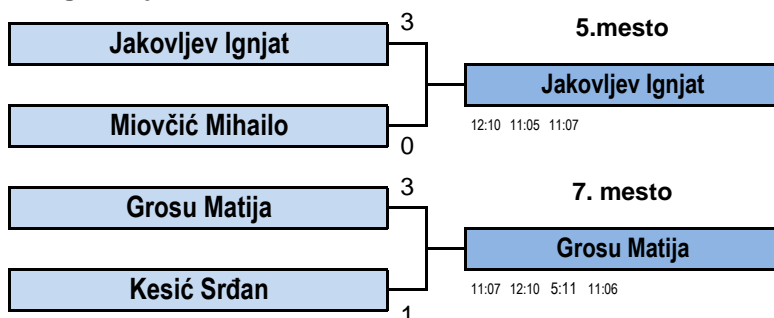 3
5.mesto
Jakovljev Ignjat
Jakovljev Ignjat
Miovčić Mihailo
12:10 11:05 11:07
0
3
7. mesto
Grosu Matija
Grosu Matija
Kesić Srđan
11:07 12:10 5:11 11:06
1